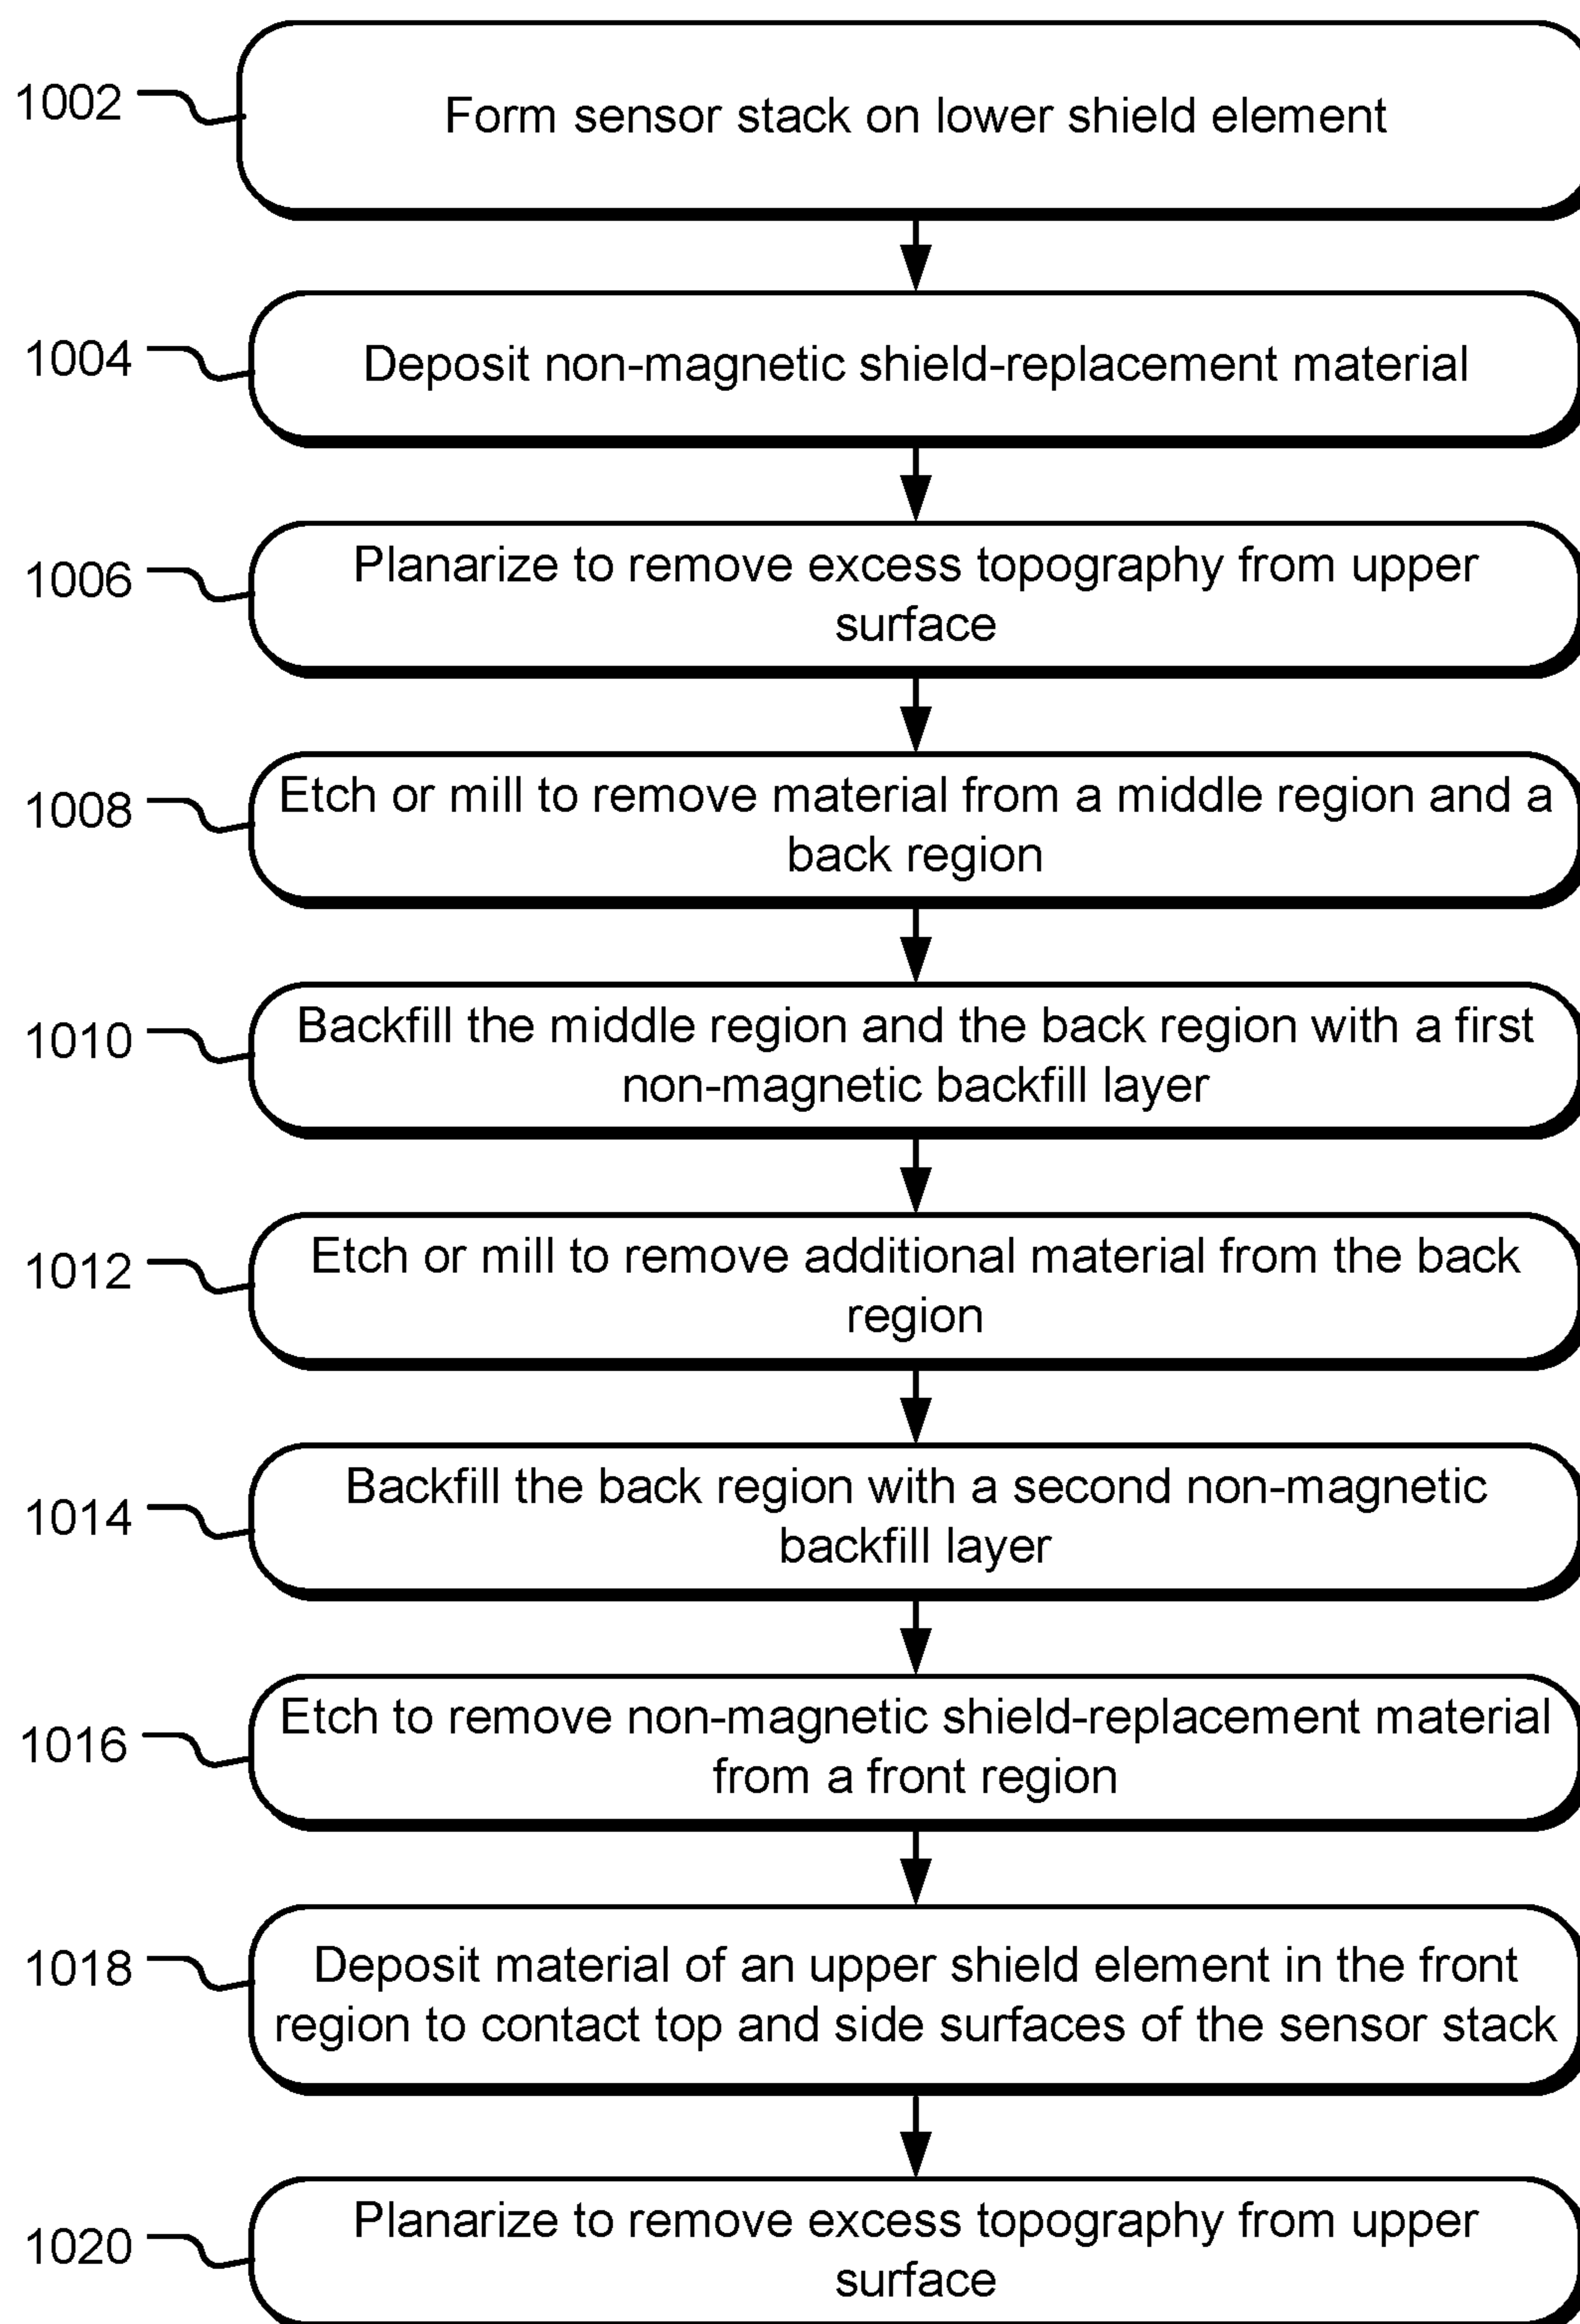 1002
Form sensor stack on lower shield element
1004
Deposit non-magnetic shield-replacement material
1006
Planarize to remove excess topography from upper
surface
1008
Etch or mill to remove material from a middle region and a
back region
1010
Backfill the middle region and the back region with a first
non-magnetic backfill layer
1012
Etch or mill to remove additional material from the back
region
1014
Backfill the back region with a second non-magnetic
backfill layer
1016
Etch to remove non-magnetic shield-replacement material
from a front region
1018
Deposit material of an upper shield element in the front
region to contact top and side surfaces of the sensor stack
1020
Planarize to remove excess topography from upper
surface